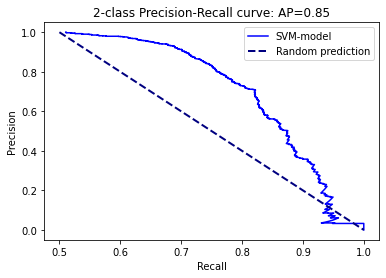 2-class Precision-Recall curve: AP=0.85
SVM-model
Random prediction
1.0
0.8
0.6
0.4
0.2
0.0
Precision
0.5 0.6 0.7 0.8 0.9 1.0
Recall